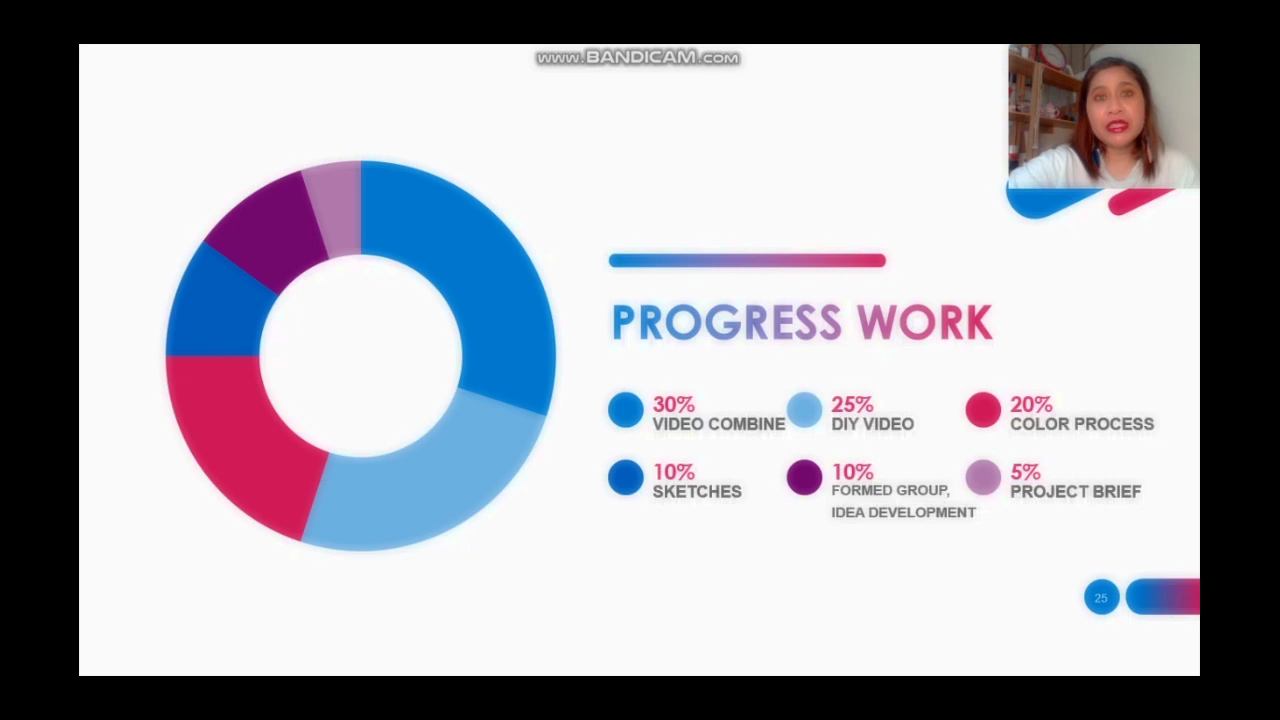 www.BANDICAM.com
PROGRESS WORK
30%
VIDEO COMBINE
25%
DIY VIDEO
20%
COLOR PROCESS
10%
SKETCHES
10%
FORMED GROUP,
IDEA DEVELOPMENT
5%
PROJECT BRIEF
25